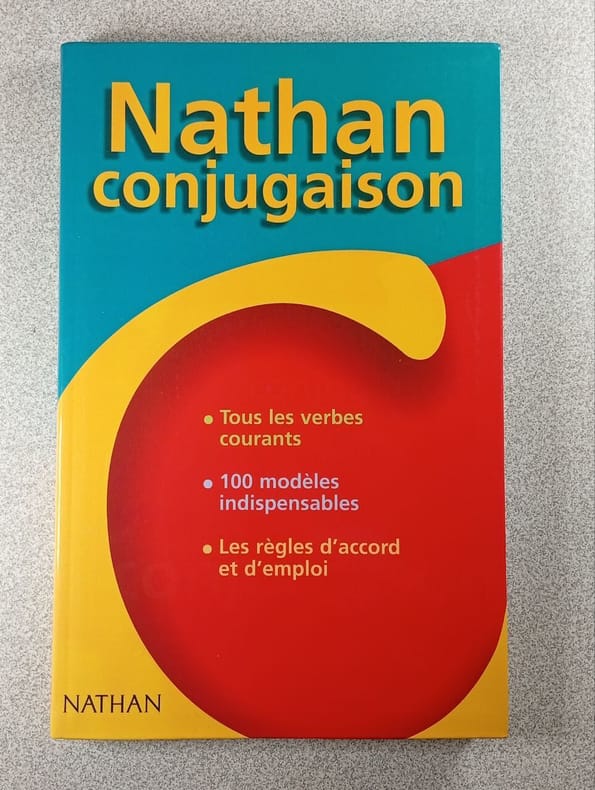 Nathan
conjugaison
• Tous les verbes
courants
• 100 modèles
indispensables
• Les règles d'accord
et d'emploi
NATHAN